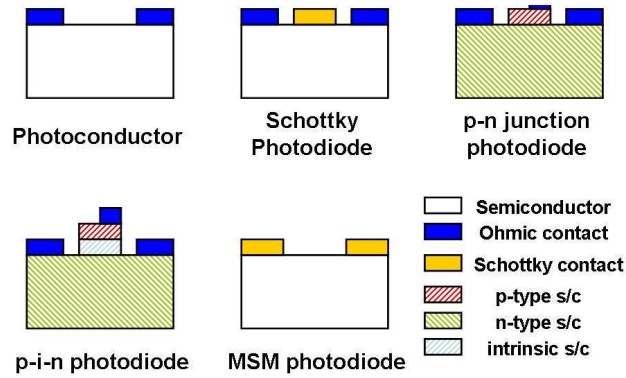 Photoconductor
Schottky
Photodiode
p-n junction
photodiode
p-i-n photodiode
MSM photodiode
Semiconductor
Ohmic contact
Schottky contact
p-type s/c
n-type s/c
intrinsic s/c